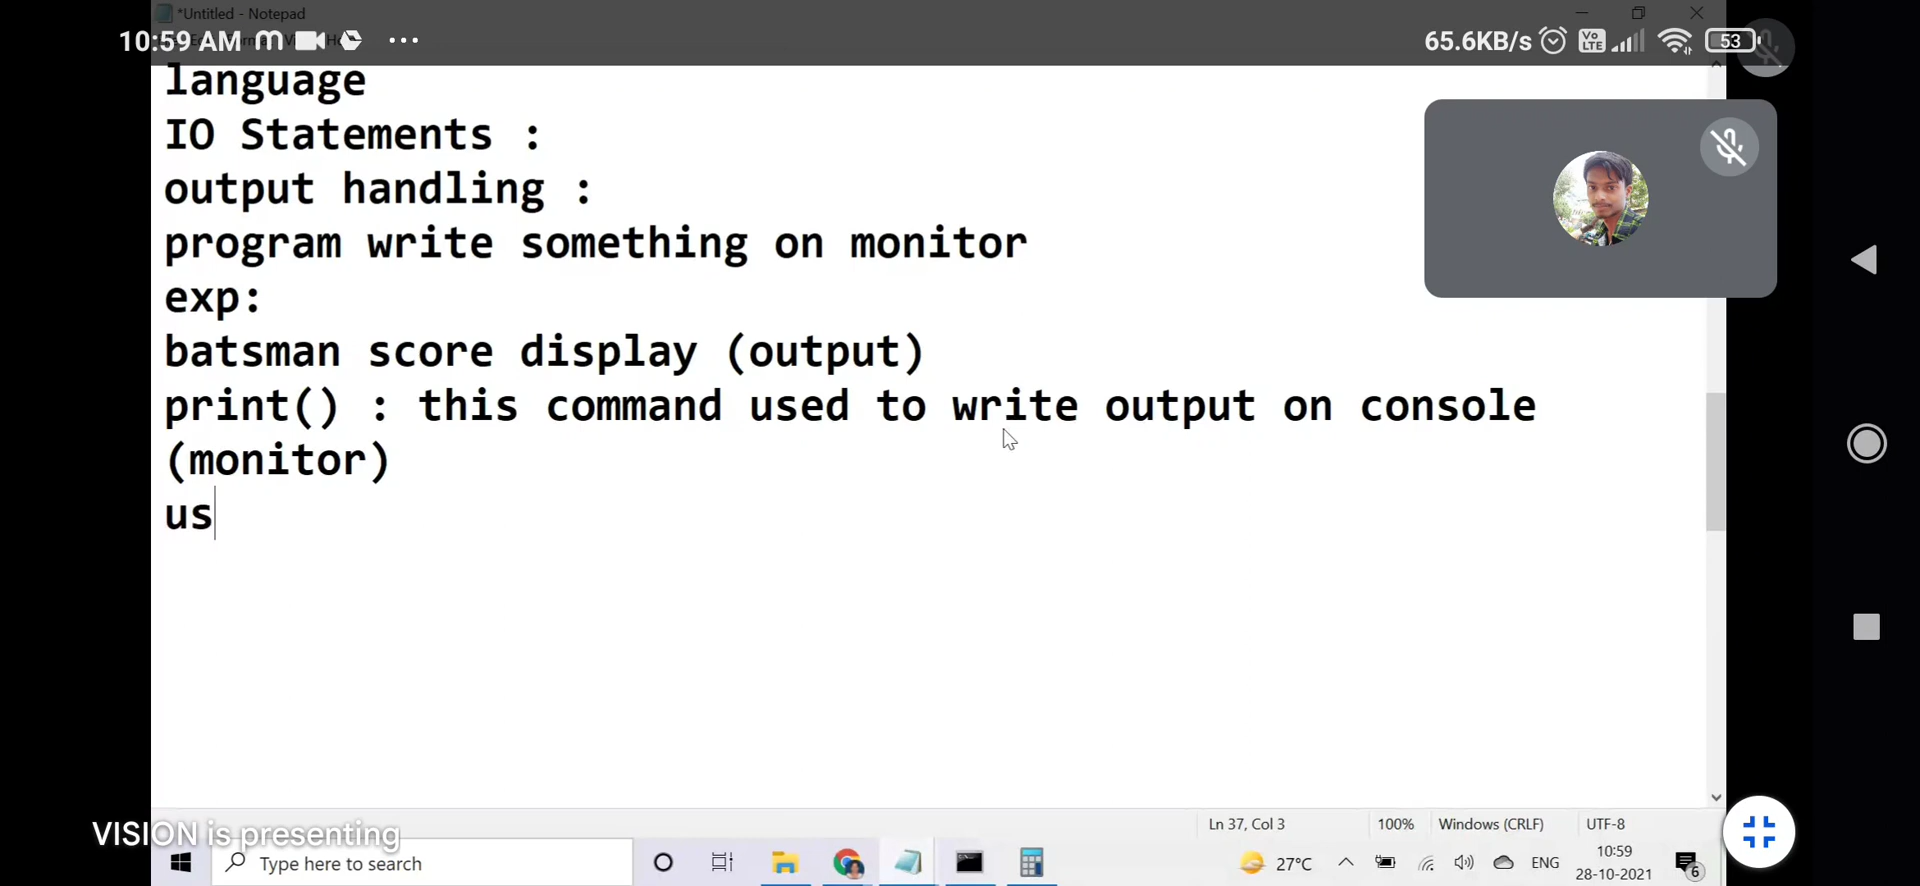 *Untitled - Notepad
10:59 AM
65.6KB/s
Vo LTE
53
language
IO Statements :
output handling :
program write something on monitor
exp:
batsman score display (output)
print() : this command used to write output on console
(monitor)
us
Ln 37, Col 3
100%
Windows (CRLF)
UTF-8
VISION is presenting
Type here to search
27°C
ENG
10:59
28-10-2021
6